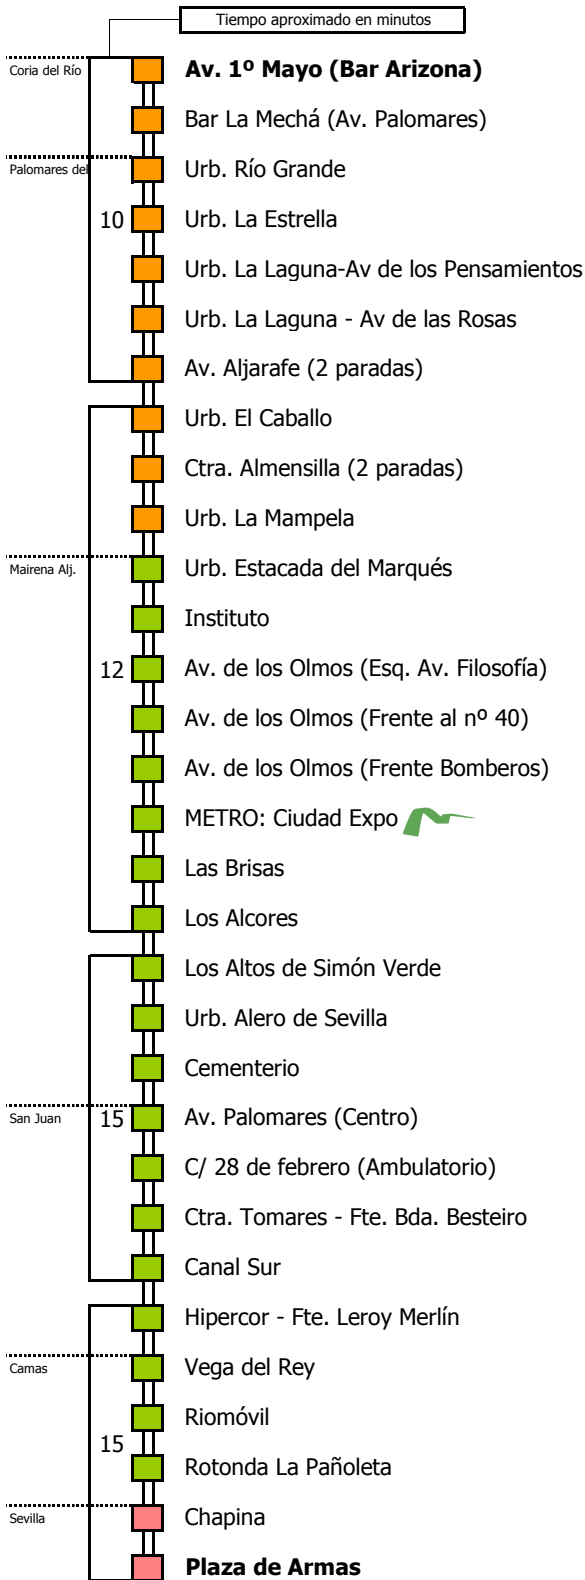 Tiempo aproximado en minutos
Coria del Río
Av. 1º Mayo (Bar Arizona)
Bar La Mechá (Av. Palomares)
Palomares del
Urb. Río Grande
10
Urb. La Estrella
Urb. La Laguna-Av de los Pensamientos
Urb. La Laguna - Av de las Rosas
Av. Aljarafe (2 paradas)
Urb. El Caballo
Ctra. Almensilla (2 paradas)
Urb. La Mampela
Mairena Alj.
Urb. Estacada del Marqués
Instituto
12
Av. de los Olmos (Esq. Av. Filosofía)
Av. de los Olmos (Frente al nº 40)
Av. de los Olmos (Frente Bomberos)
METRO: Ciudad Expo
Las Brisas
Los Alcores
Los Altos de Simón Verde
Urb. Alero de Sevilla
Cementerio
San Juan
15
Av. Palomares (Centro)
C/ 28 de febrero (Ambulatorio)
Ctra. Tomares - Fte. Bda. Besteiro
Canal Sur
Hipercor - Fte. Leroy Merlín
Camas
Vega del Rey
Riomóvil
15
Rotonda La Pañoleta
Sevilla
Chapina
Plaza de Armas